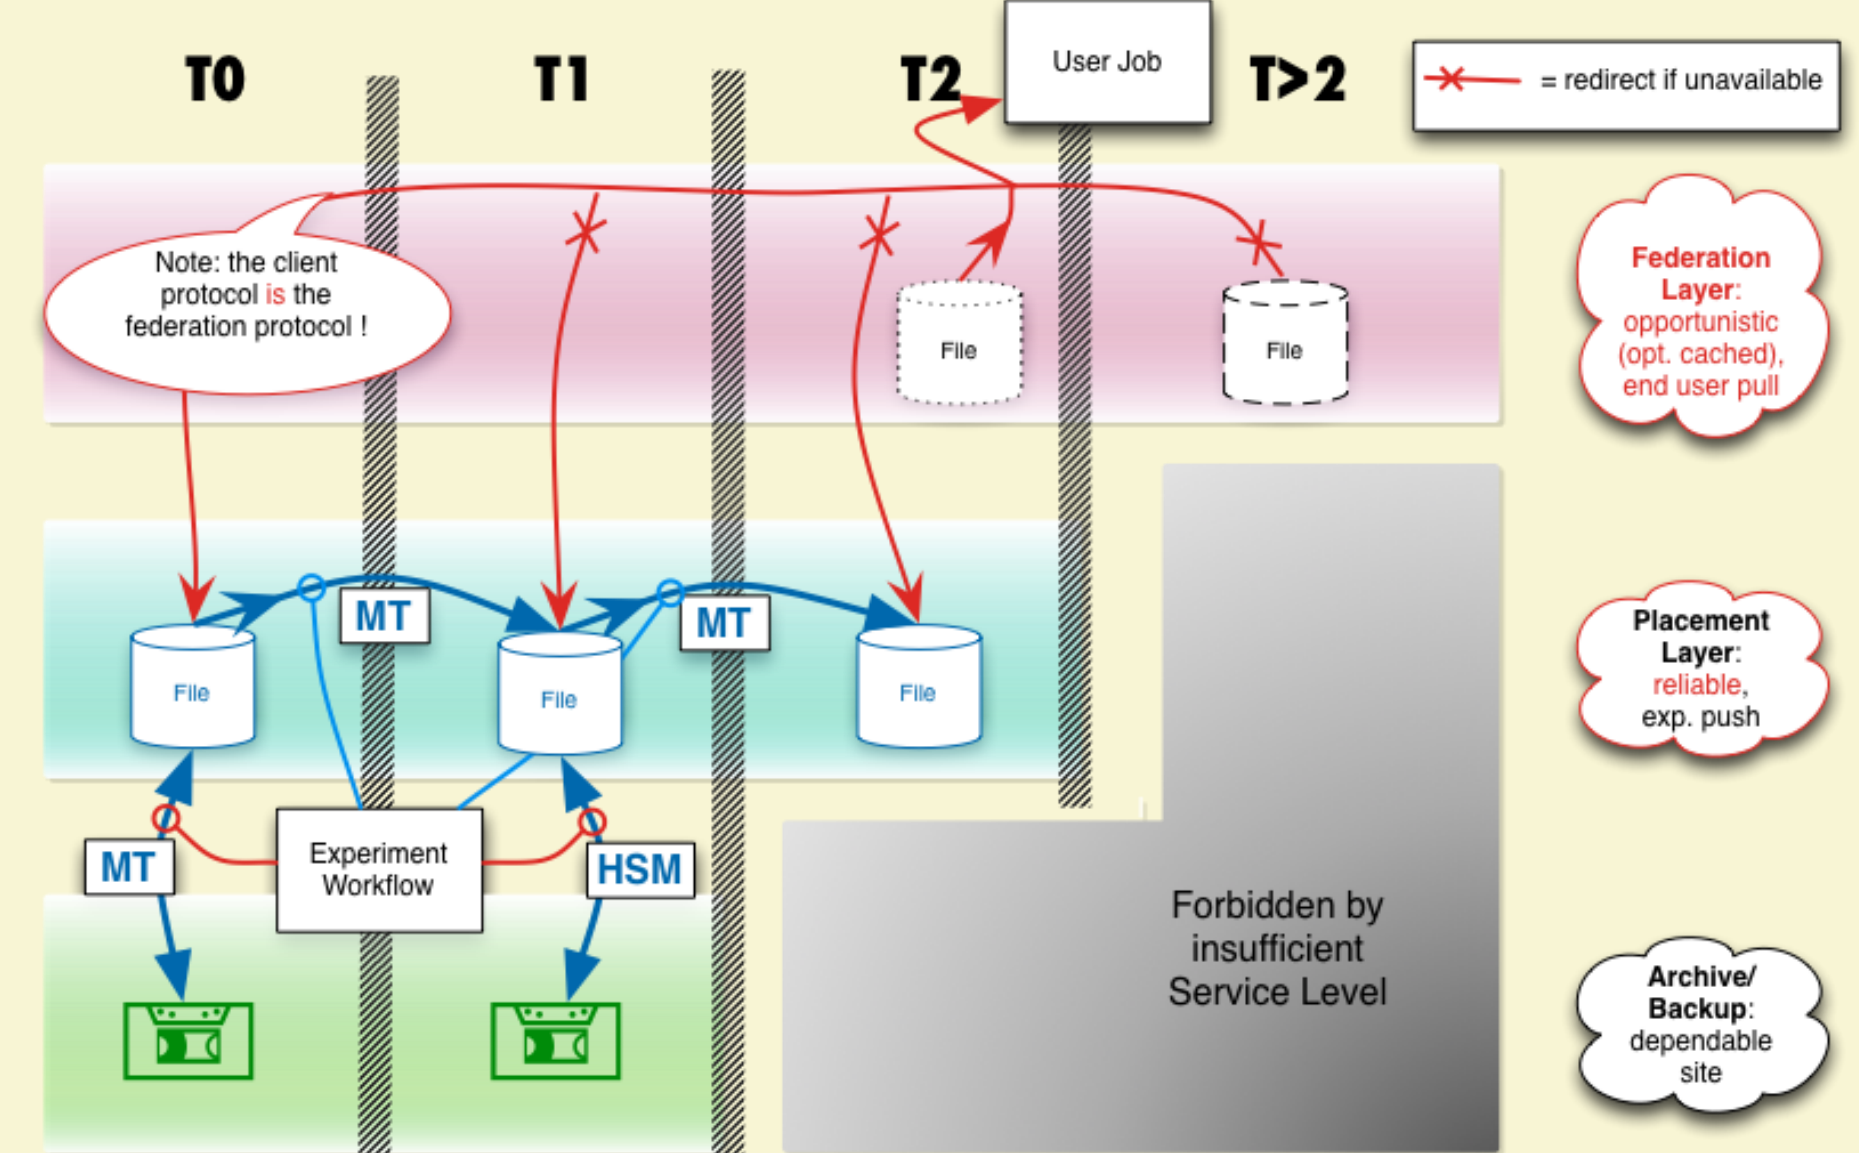 T0
T1
T2
User Job
T>2
= redirect if unavailable
Note: the client
protocol is the
federation protocol !
File
File
Federation
Layer:
opportunistic
(opt. cached),
end user pull
MT
MT
File
File
File
Placement
Layer:
reliable,
exp. push
MT
Experiment
Workflow
HSM
Forbidden by
insufficient
Service Level
Archive/
Backup:
dependable
site